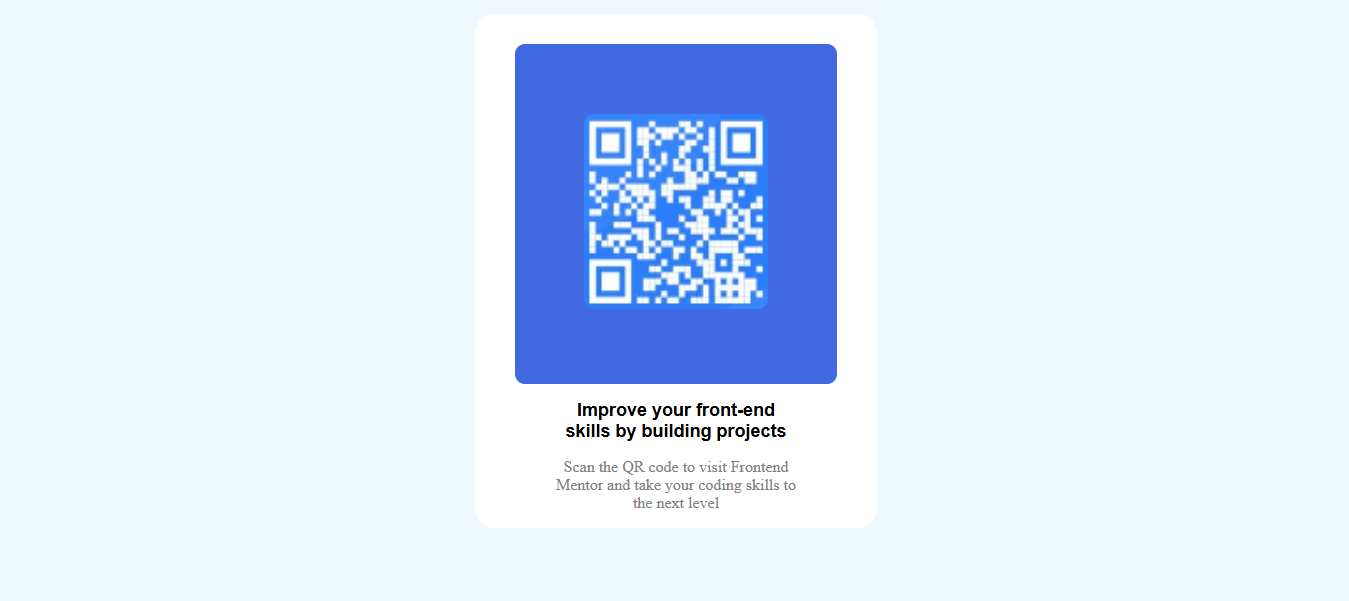 Improve your front-end
skills by building projects
Scan the QR code to visit Frontend
Mentor and take your coding skills to
the next level